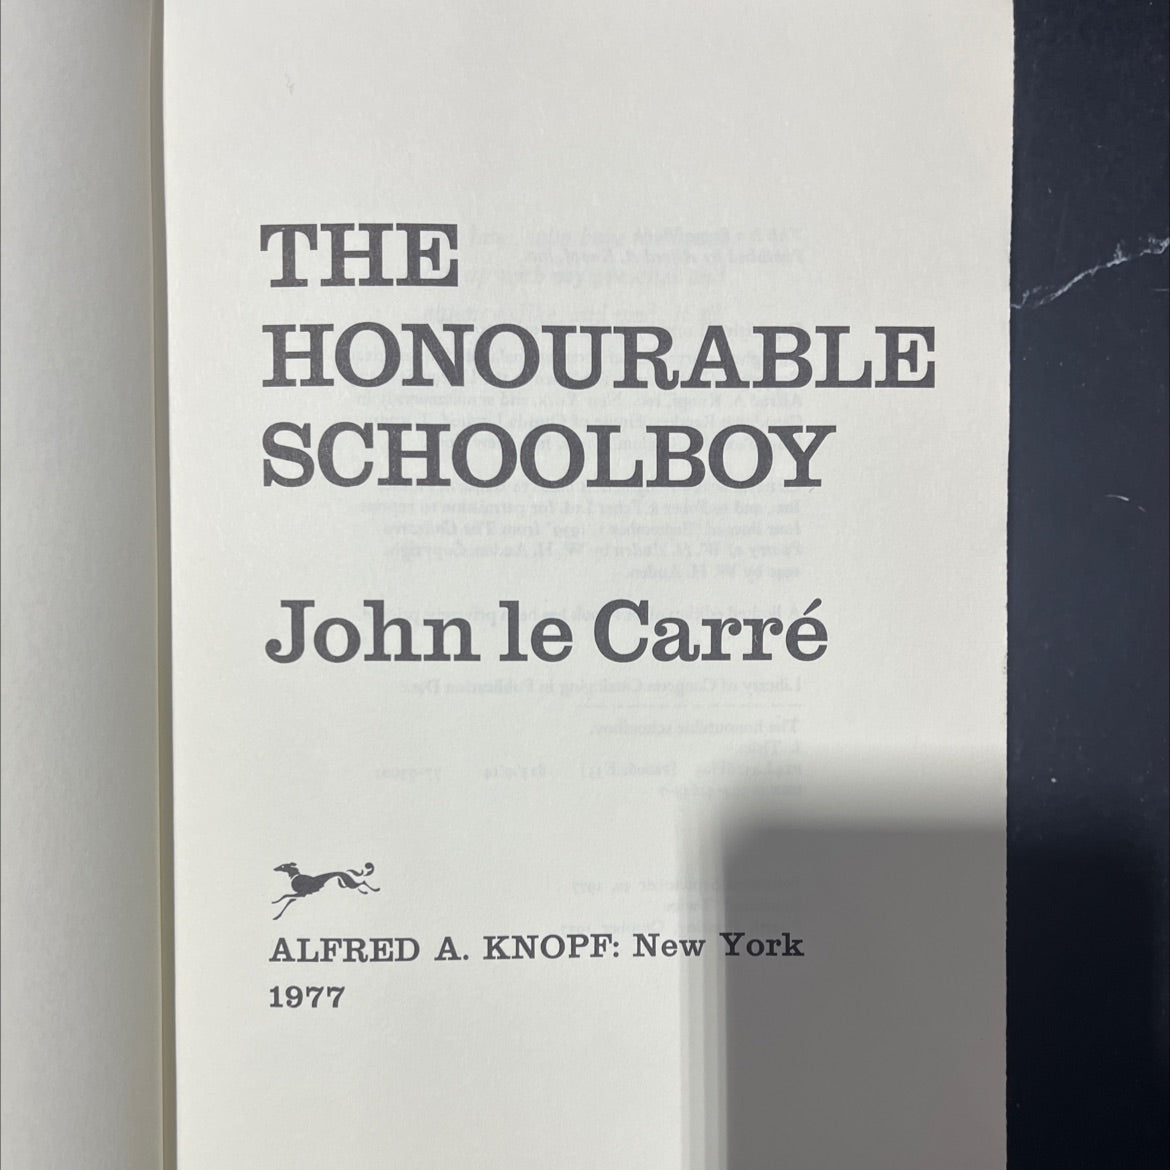 THE
HONOURABLE
SCHOOLBOY
John le Carré
ALFRED A. KNOPF: New York
1977